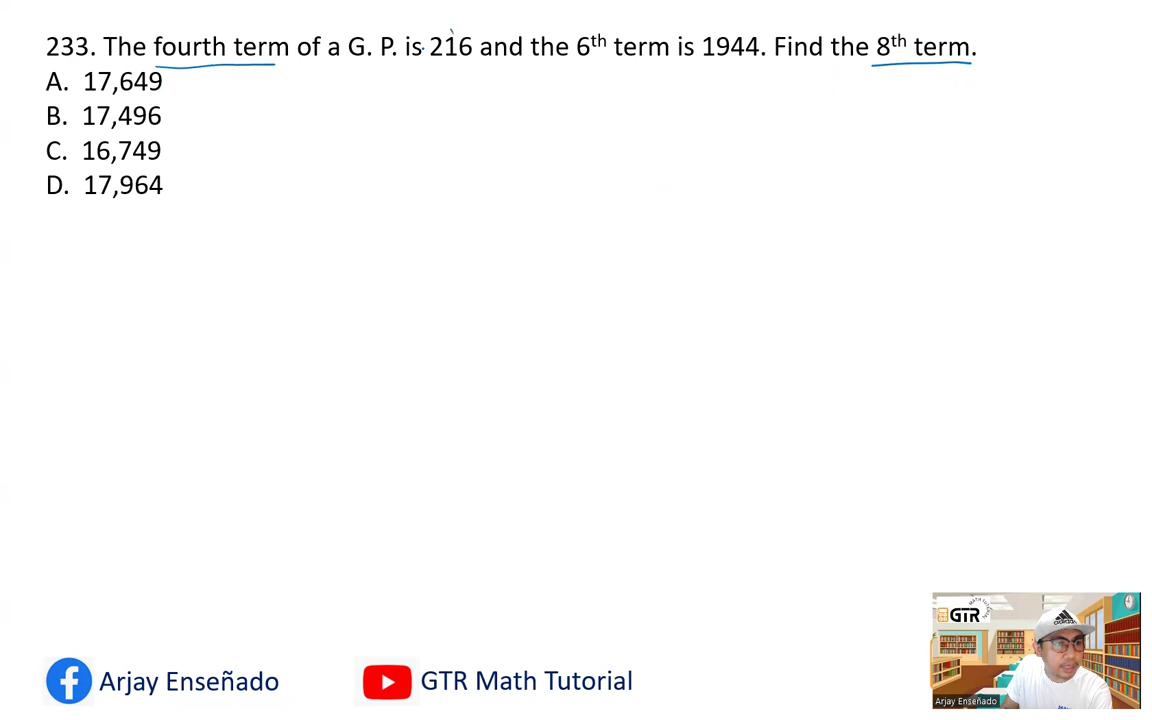 233. The fourth term of a G. P. is 216 and the 6th term is 1944. Find the 8th term.
A. 17,649
B. 17,496
C. 16,749
D. 17,964
GTR
Arjay Enseñado
GTR Math Tutorial
adidas
Arjay Enseñado